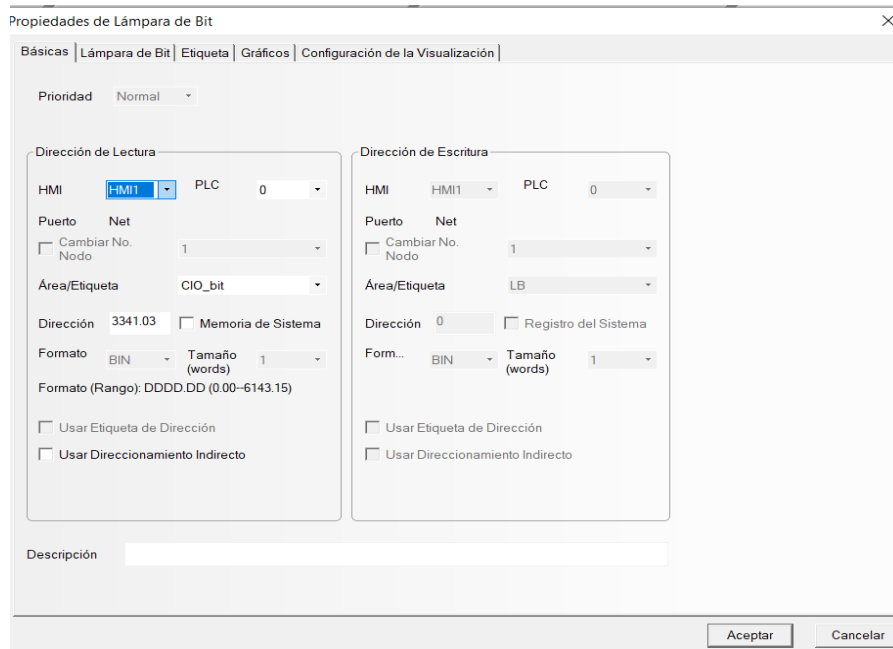 Propiedades de Lámpara de Bit
Básicas Lámpara de Bit Etiqueta Gráficos Configuración de la Visualización
Prioridad Normal
Dirección de Lectura
HMI HMI1 PLC 0
Puerto Net
Cambiar No. Nodo 1
Área/Etiqueta CIO_bit
Dirección 3341.03 Memoria de Sistema
Formato BIN Tamaño (words) 1
Formato (Rango): DDDD.DD (0.00--6143.15)
Usar Etiqueta de Dirección
Usar Direccionamiento Indirecto
Dirección de Escritura
HMI HMI1 PLC 0
Puerto Net
Cambiar No. Nodo 1
Área/Etiqueta LB
Dirección 0 Registro del Sistema
Form... BIN Tamaño (words) 1
Usar Etiqueta de Dirección
Usar Direccionamiento Indirecto
Descripción
Aceptar Cancelar